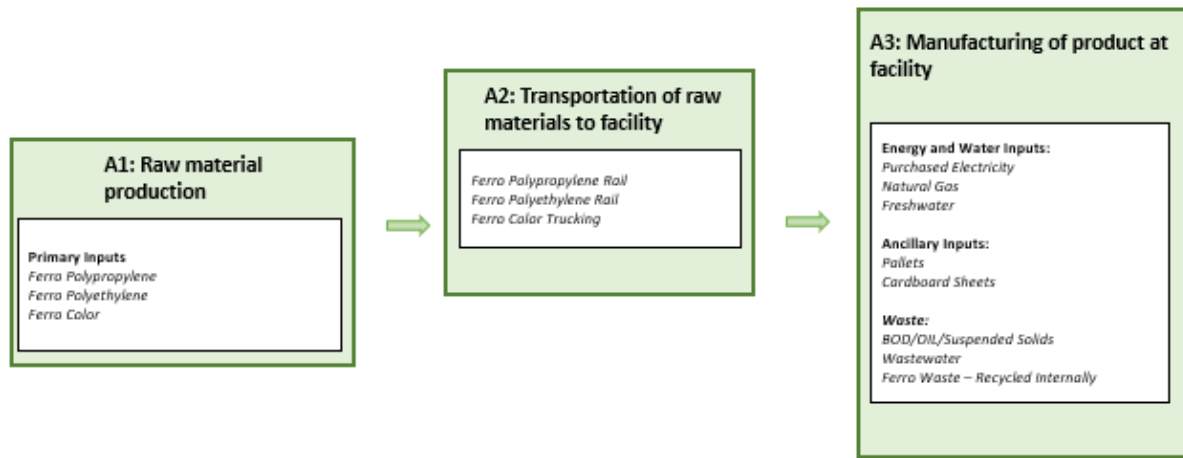 A1: Raw material
production
Primary Inputs
Ferro Polypropylene
Ferro Polyethylene
Ferro Color
A2: Transportation of raw
materials to facility
Ferro Polypropylene Rail
Ferro Polyethylene Rail
Ferro Color Trucking
A3: Manufacturing of product at
facility
Energy and Water Inputs:
Purchased Electricity
Natural Gas
Freshwater
Ancillary Inputs:
Pallets
Cardboard Sheets
Waste:
BOD/OIL/Suspended Solids
Wastewater
Ferro Waste – Recycled Internally